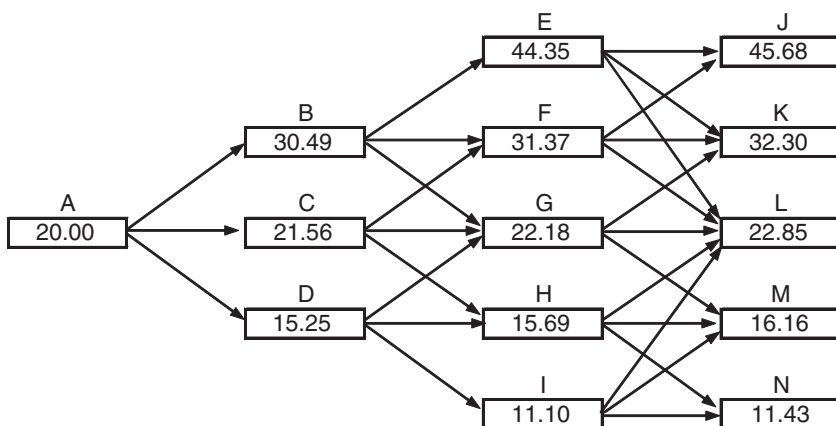 E
44.35
J
45.68
B
30.49
F
31.37
K
32.30
A
20.00
C
21.56
G
22.18
L
22.85
D
15.25
H
15.69
M
16.16
I
11.10
N
11.43